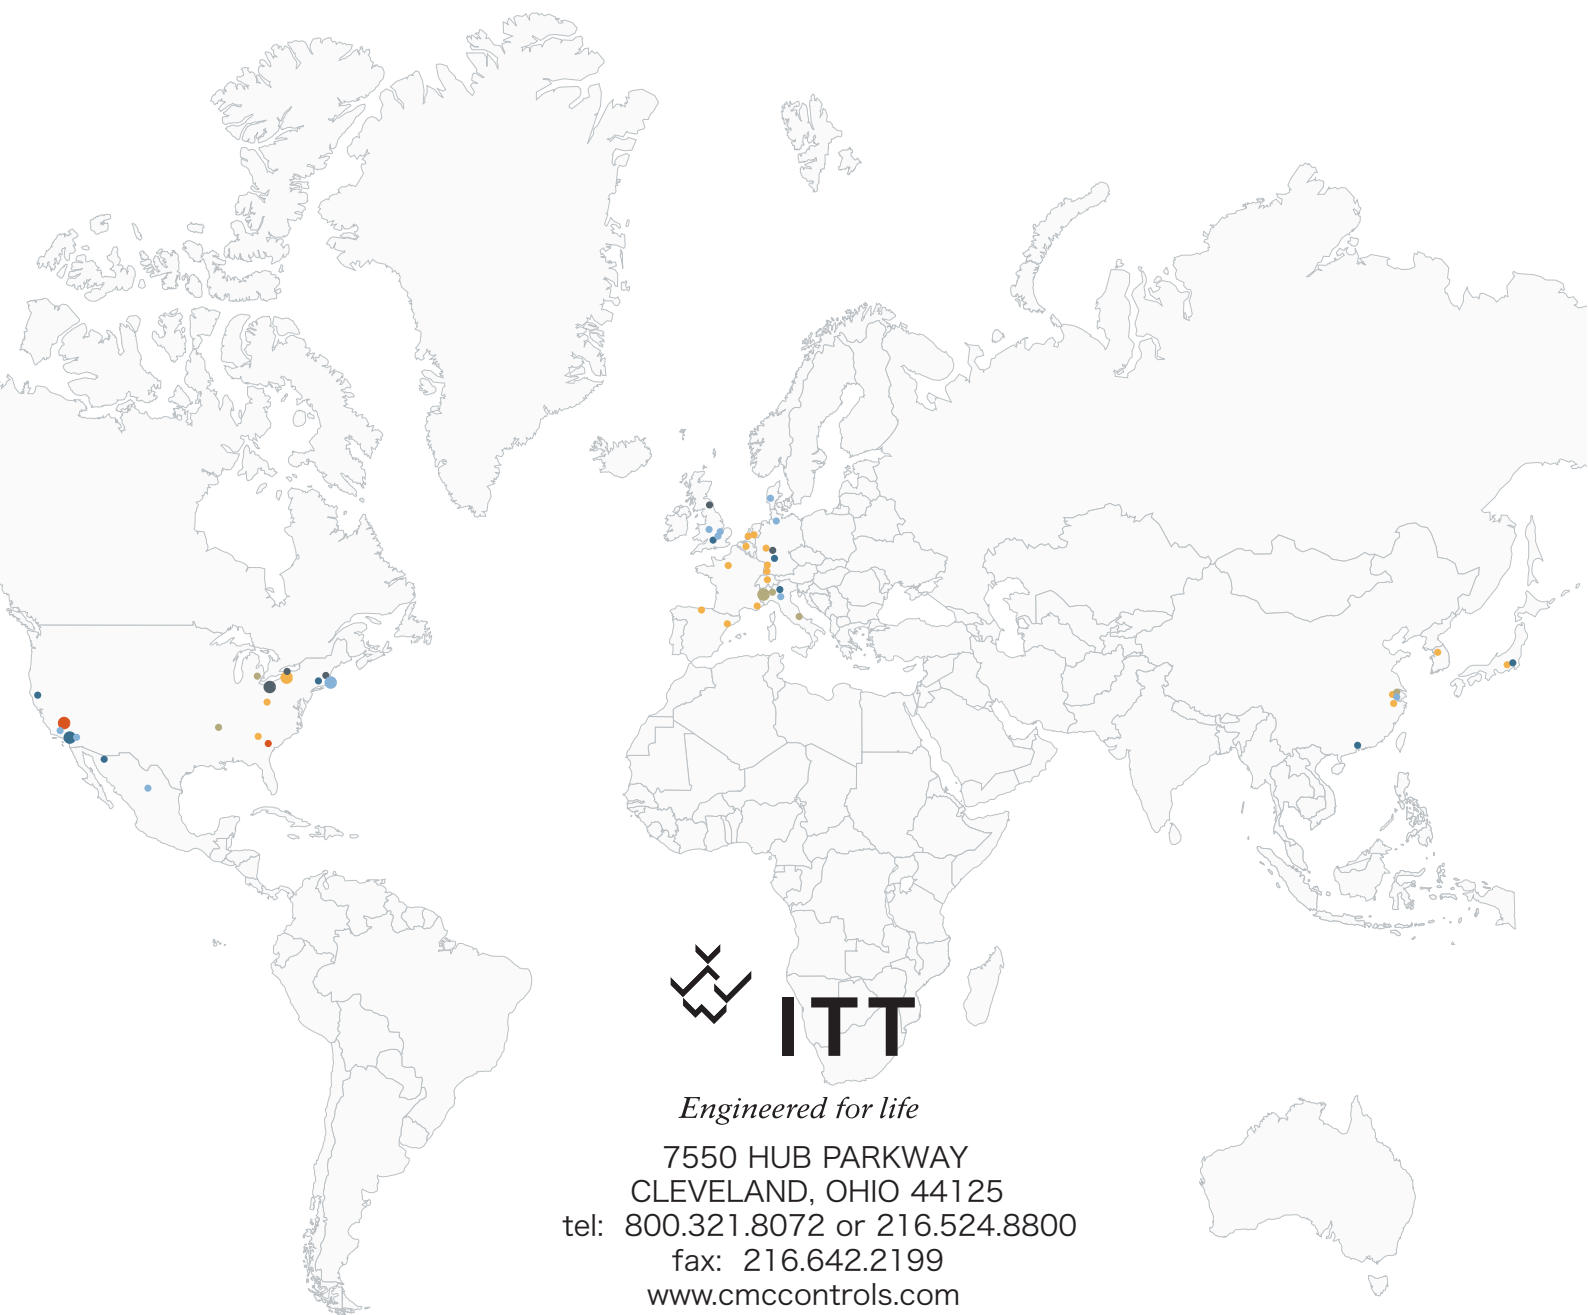 ITT
Engineered for life
7550 HUB PARKWAY
CLEVELAND, OHIO 44125
tel: 800.321.8072 or 216.524.8800
fax: 216.642.2199
www.cmccontrols.com